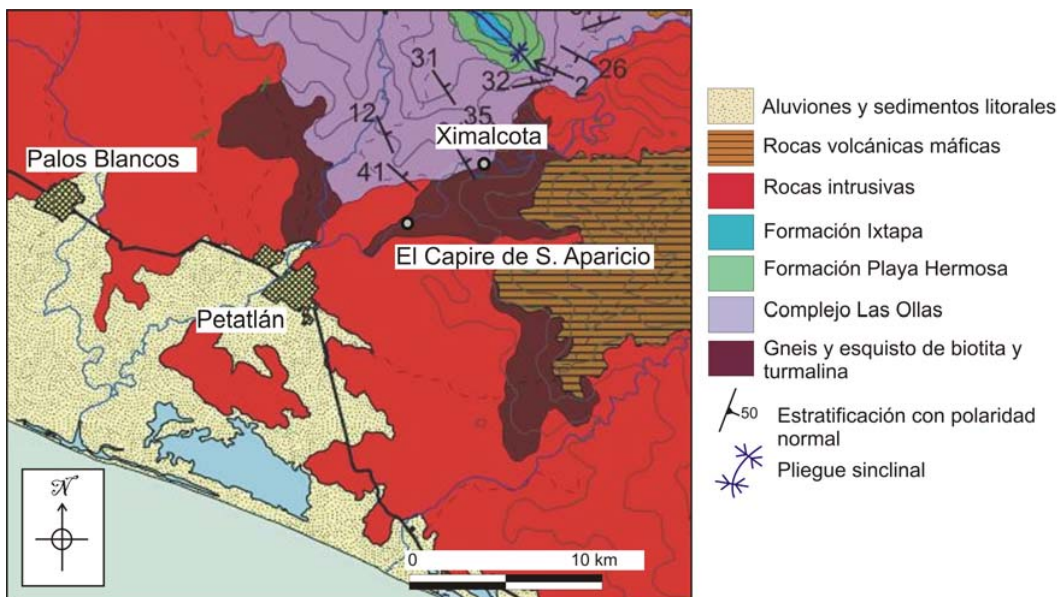 31
32
2
26
12
35
Ximalcota
Palos Blancos
41
El Capire de S. Aparicio
Petatlán
N
0 10 km
Aluviones y sedimentos litorales
Rocas volcánicas máficas
Rocas intrusivas
Formación Ixtapa
Formación Playa Hermosa
Complejo Las Ollas
Gneis y esquisto de biotita y
turmalina
50
Estratificación con polaridad
normal
Pliegue sinclinal